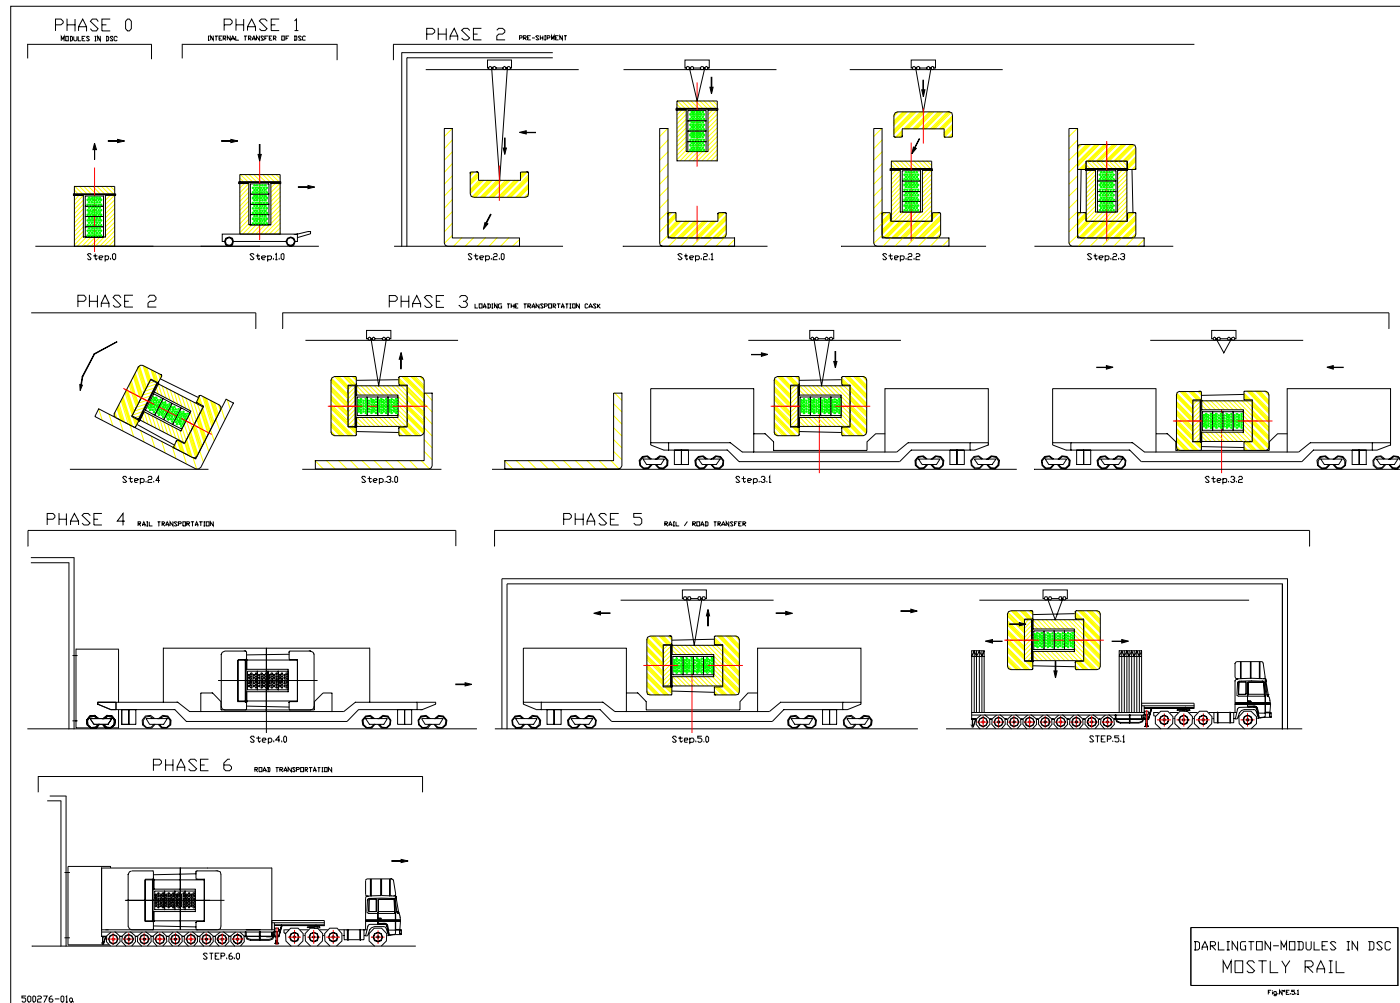 PHASE 0
MODULES IN DSC
PHASE 1
INTERNAL TRANSFER OF DSC
PHASE 2 PRE-SHIPMENT
Step.0
Step.1.0
Step.2.0
Step.2.1
Step.2.2
Step.2.3
PHASE 2
PHASE 3 LOADING THE TRANSPORTATION CASK
Step.2.4
Step.3.0
Step.3.1
Step.3.2
PHASE 4 RAIL TRANSPORTATION
PHASE 5 RAIL / ROAD TRANSFER
Step.4.0
Step.5.0
STEP.5.1
PHASE 6 ROAD TRANSPORTATION
STEP.6.0
DARLINGTON-MODULES IN DSC
MOSTLY RAIL
Fig.N°E.5.1
500276-01a